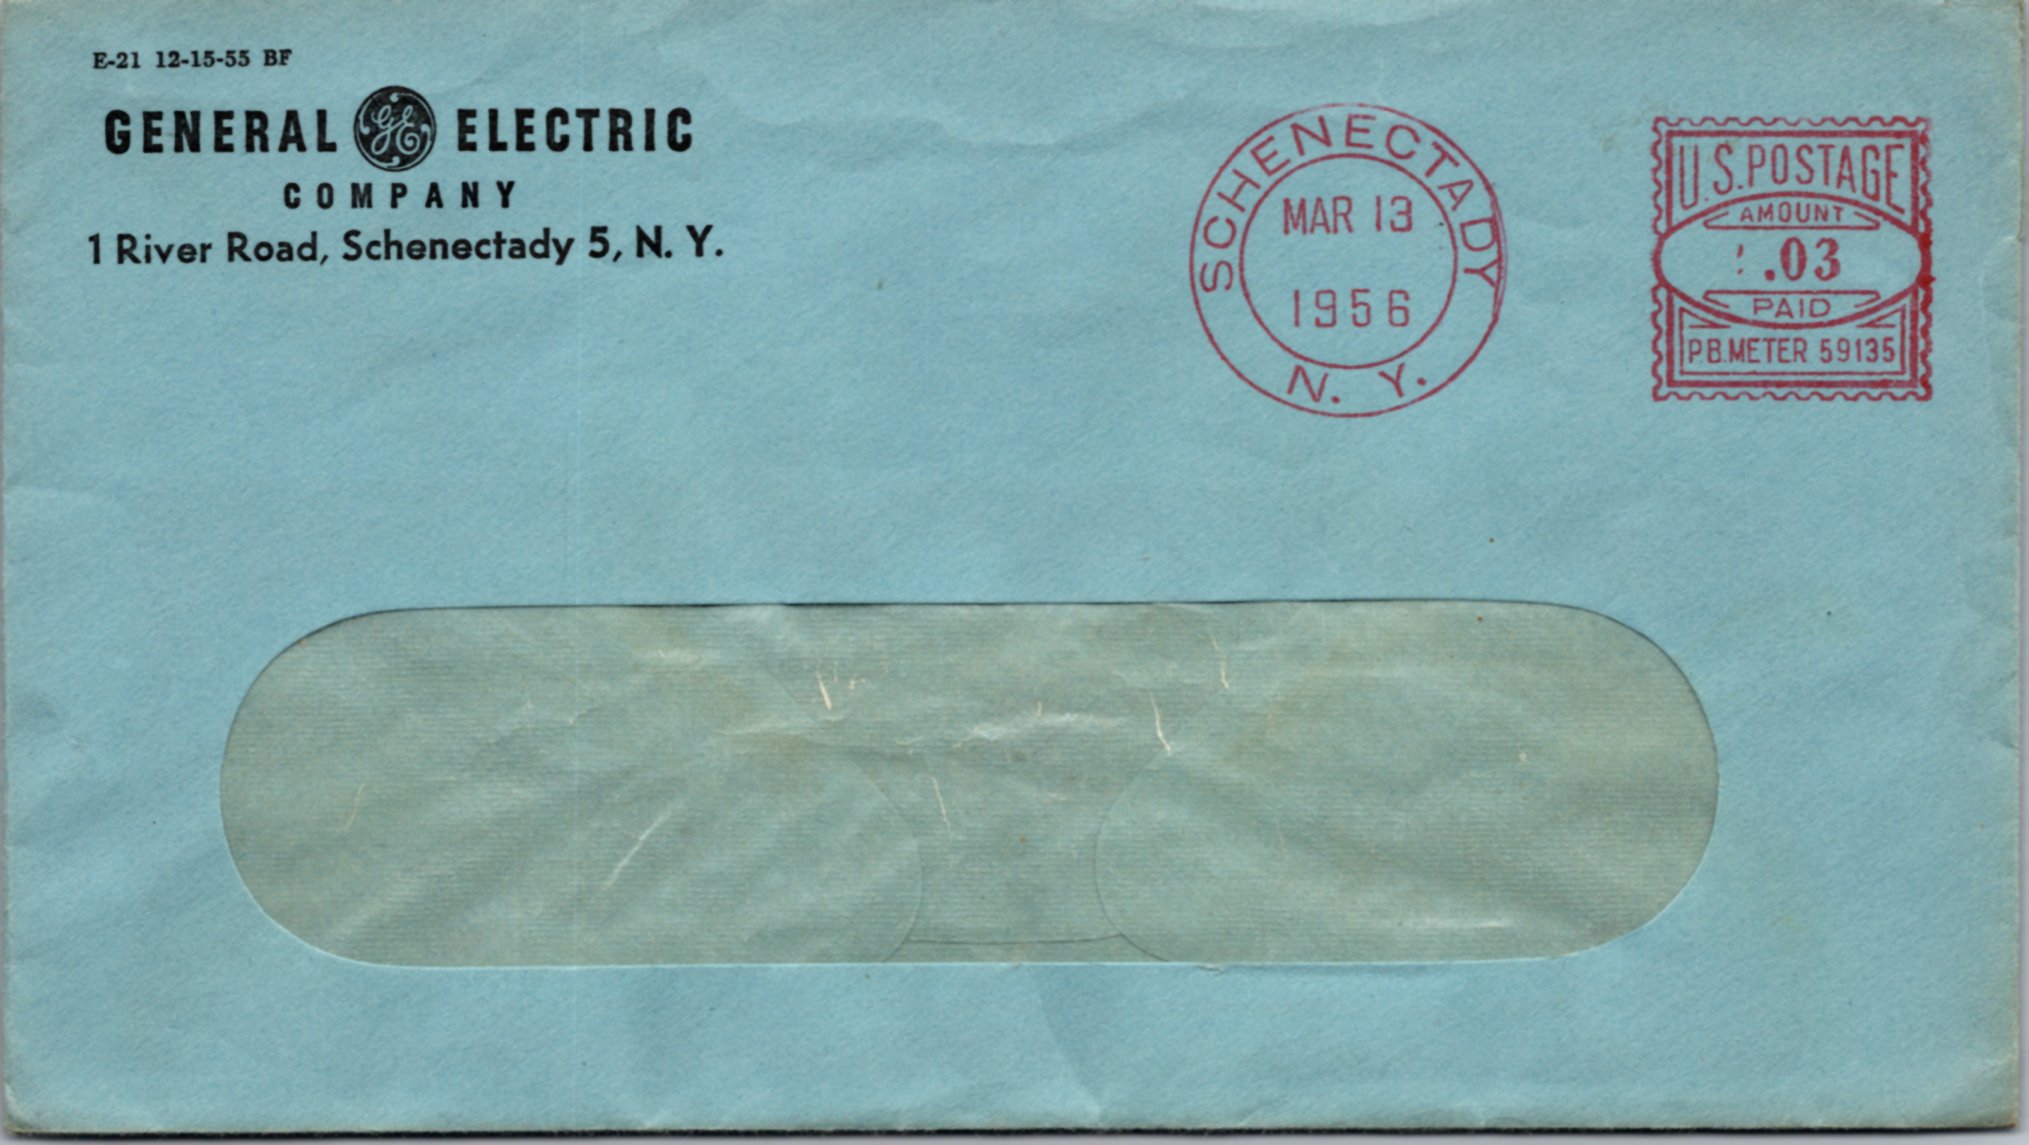 E-21 12-15-55 BF
GENERAL GE ELECTRIC
COMPANY
1 River Road, Schenectady 5, N. Y.
SCHENECTADY
MAR 13
1956
N. Y.
U.S. POSTAGE
AMOUNT
.03
PAID
P.B. METER 59135